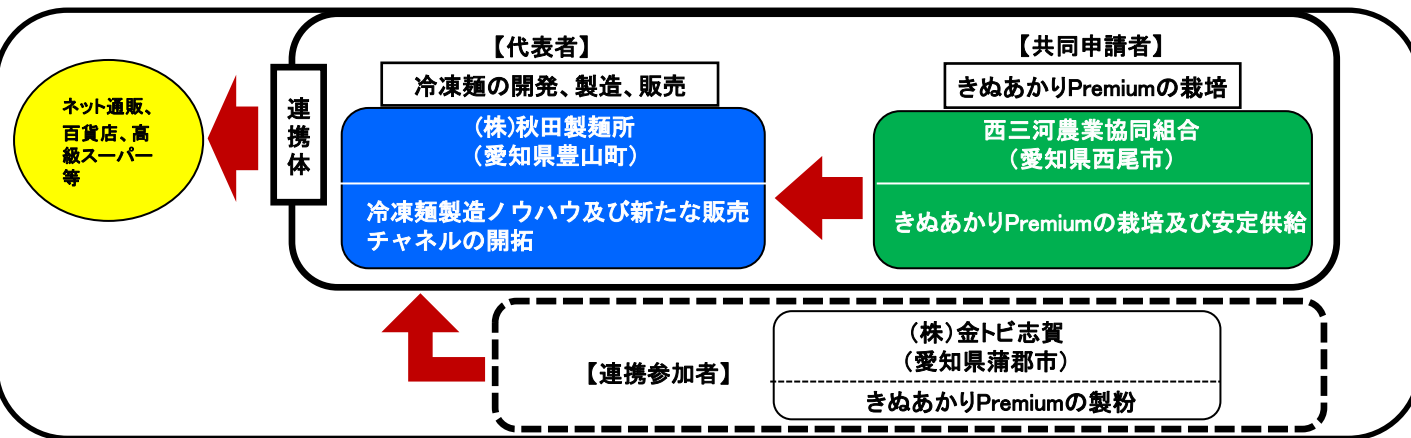 【代表者】
冷凍麺の開発、製造、販売
(株)秋田製麺所
(愛知県豊山町)
冷凍麺製造ノウハウ及び新たな販売
チャネルの開拓
【共同申請者】
きぬあかりPremiumの栽培
西三河農業協同組合
(愛知県西尾市)
きぬあかりPremiumの栽培及び安定供給
連携体
ネット通販、
百貨店、高
級スーパー
等
【連携参加者】
(株)金トビ志賀
(愛知県蒲郡市)
きぬあかりPremiumの製粉